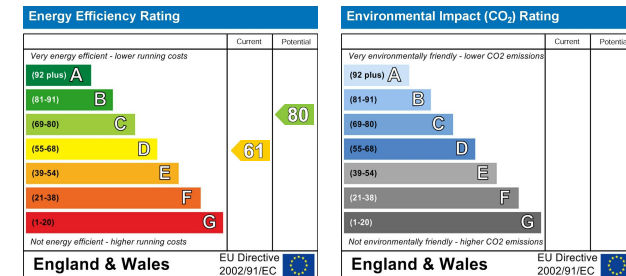 Energy Efficiency Rating
Current Potential
Very energy efficient - lower running costs
(92 plus) A
(81-91) B
(69-80) C
(55-68) D
(39-54) E
(21-38) F
(1-20) G
80
61
Not energy efficient - higher running costs
England & Wales
EU Directive
2002/91/EC
Environmental Impact (CO₂) Rating
Current Potential
Very environmentally friendly - lower CO2 emissions
(92 plus) A
(81-91) B
(69-80) C
(55-68) D
(39-54) E
(21-38) F
(1-20) G
Not environmentally friendly - higher CO2 emissions
England & Wales
EU Directive
2002/91/EC